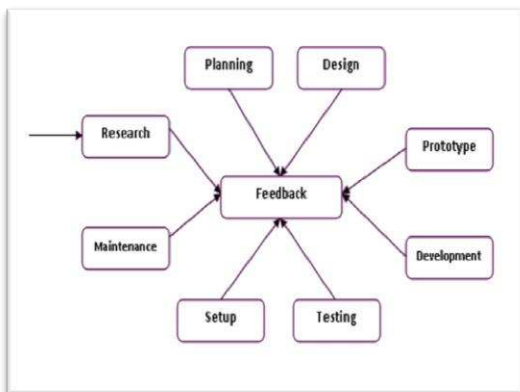 Planning
Design
Research
Prototype
Feedback
Maintenance
Development
Setup
Testing